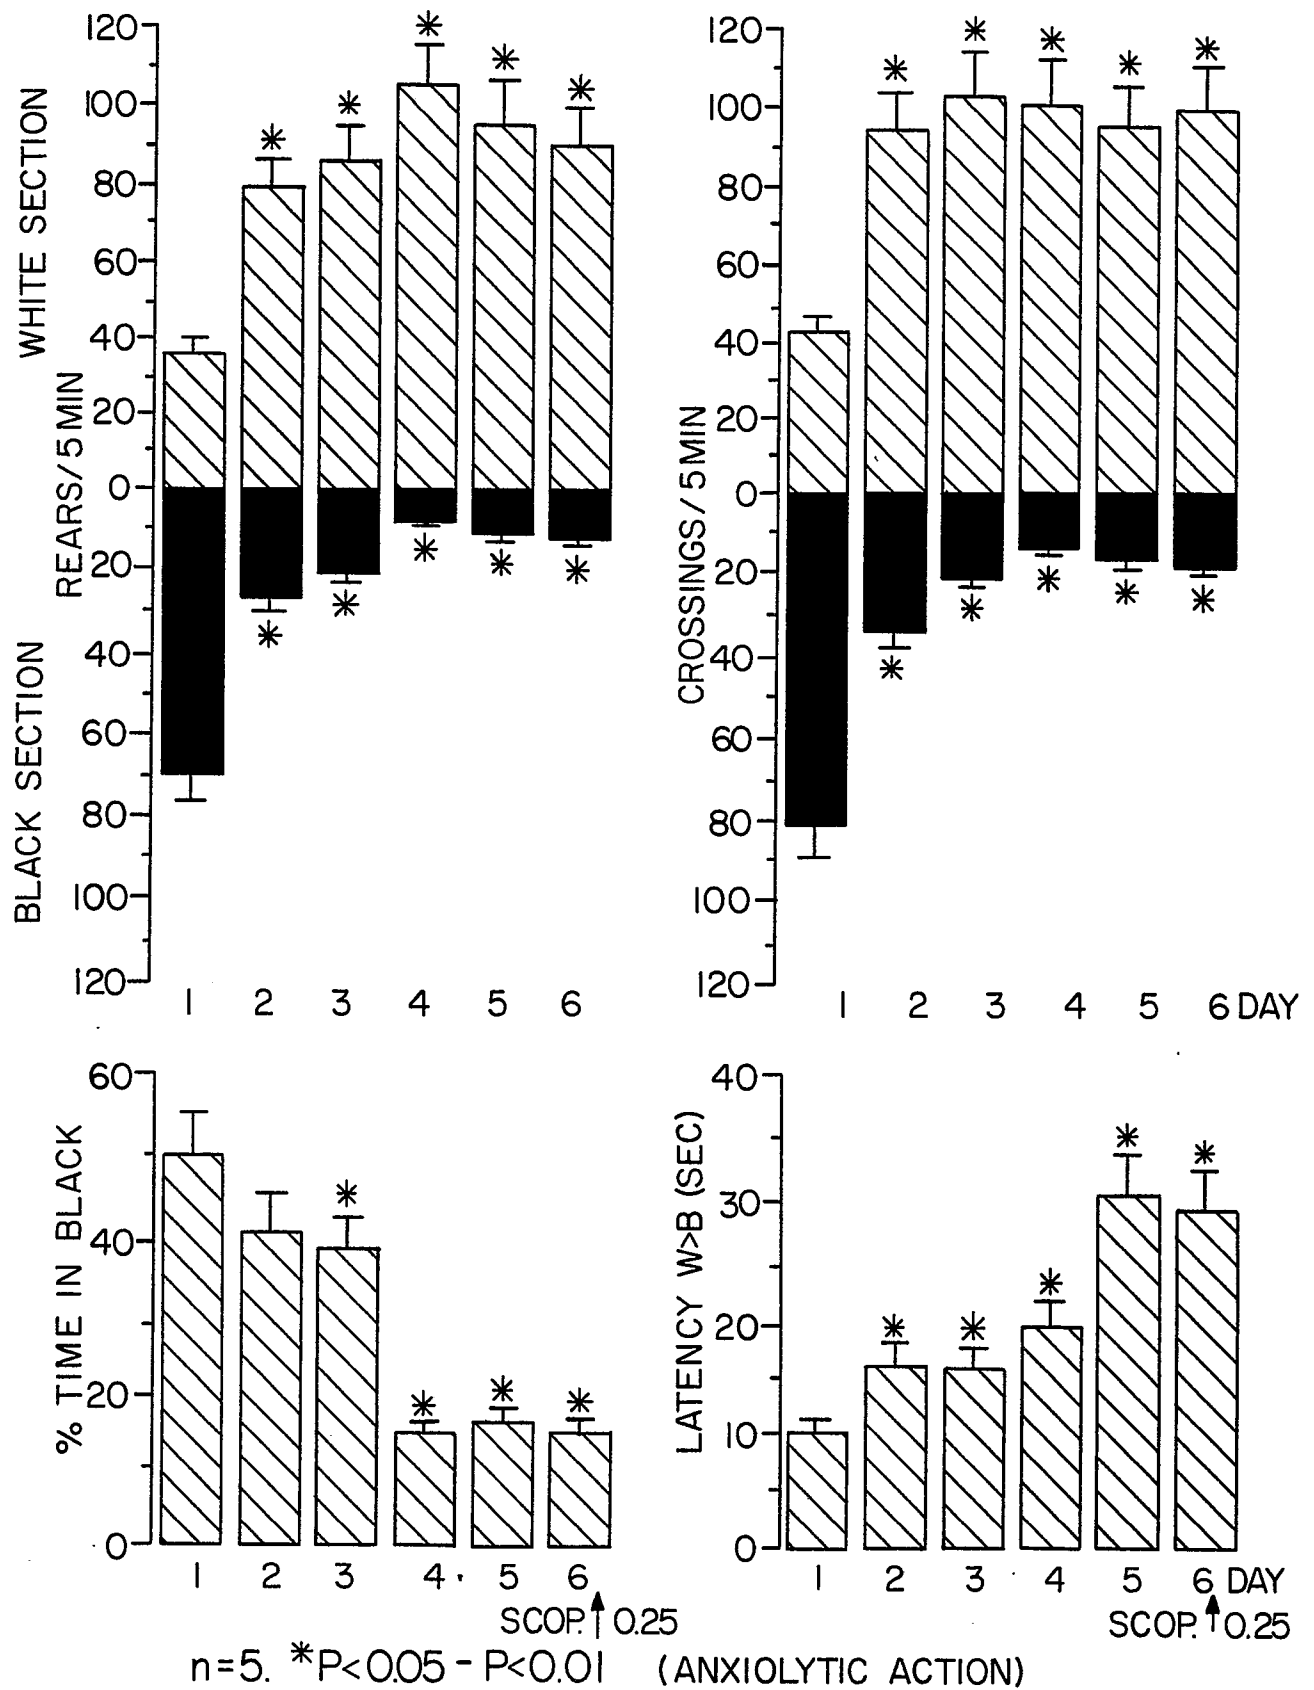 WHITE SECTION
BLACK SECTION
REARS/5MIN
120
100
80
60
40
20
0
20
40
60
80
100
120
* * * * *
* * * * *
1 2 3 4 5 6
CROSSINGS/5MIN
120
100
80
60
40
20
0
20
40
60
80
100
120
* * * * *
* * * * *
1 2 3 4 5 6 DAY
% TIME IN BLACK
60
40
20
0
* * * *
1 2 3 4 5 6
SCOP. ↑ 0.25
LATENCY W>B (SEC)
40
30
20
10
0
* * * * *
1 2 3 4 5 6 DAY
SCOP. ↑ 0.25
n=5. *P<0.05 - P<0.01 (ANXIOLYTIC ACTION)